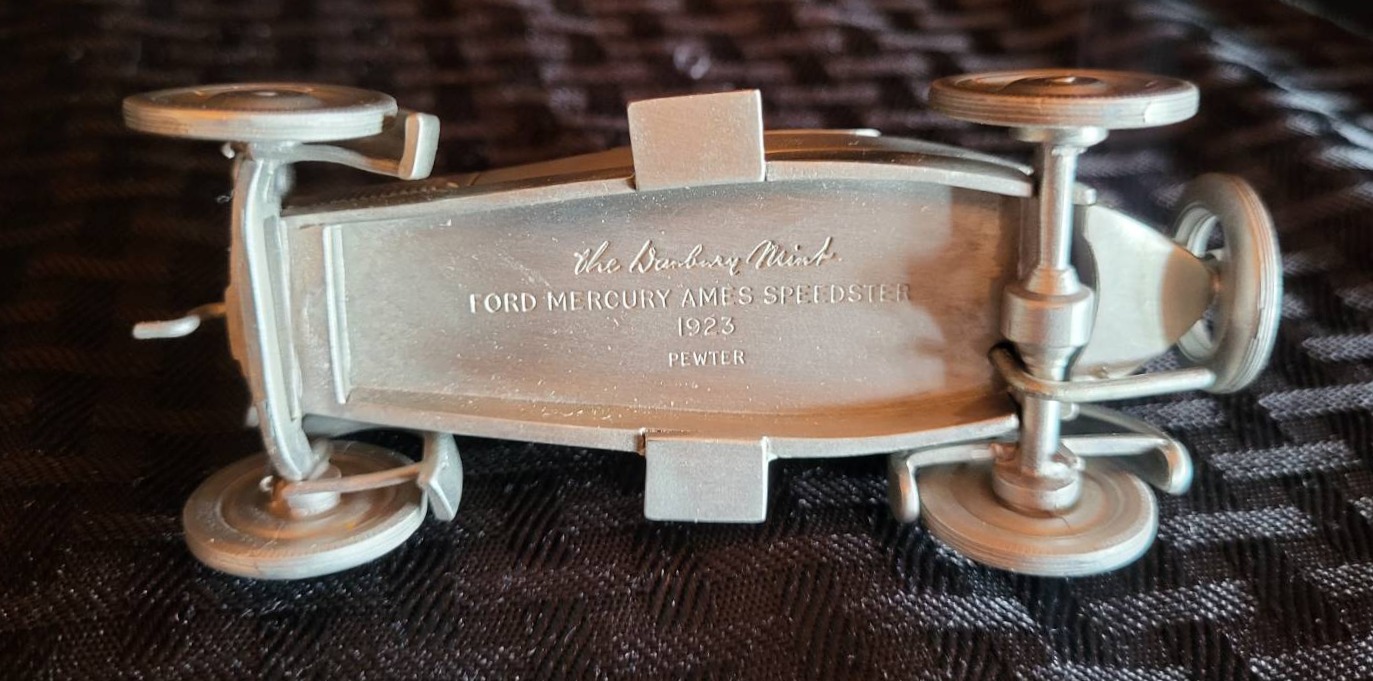 The Danbury Mint.
FORD MERCURY AMES SPEEDSTER
1923
PEWTER